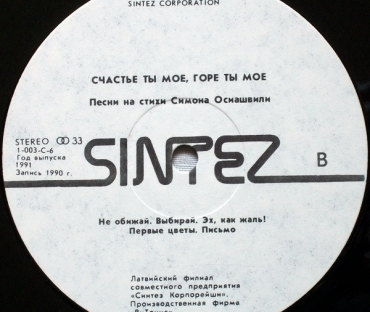 SINTEZ CORPORATION
СЧАСТЬЕ ТЫ МОЕ, ГОРЕ ТЫ МОЕ
Песни на стихи Симона Осиашвили
STEREO 33
1-003-С-6
Год выпуска
1991
Запись 1990 г.
SINTEZ
В
Не обижай. Выбирай. Эх, как жаль!
Первые цветы. Письмо
Латвийский филиал
совместного предприятия
«Синтез Корпорейшн».
Производственная фирма